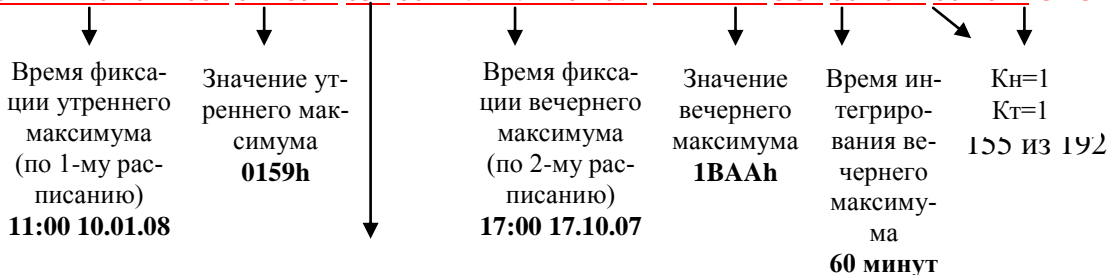 Время фикса-
ции утреннего
максимума
(по 1-му рас-
писанию)
11:00 10.01.08
Значение ут-
реннего мак-
симума
0159h
Время фикса-
ции вечернего
максимума
(по 2-му рас-
писанию)
17:00 17.10.07
Значение
вечернего
максимума
1BAAh
Время ин-
тегриро-
вания ве-
чернего
максиму-
ма
60 минут
Кн=1
Кт=1
155 из 192